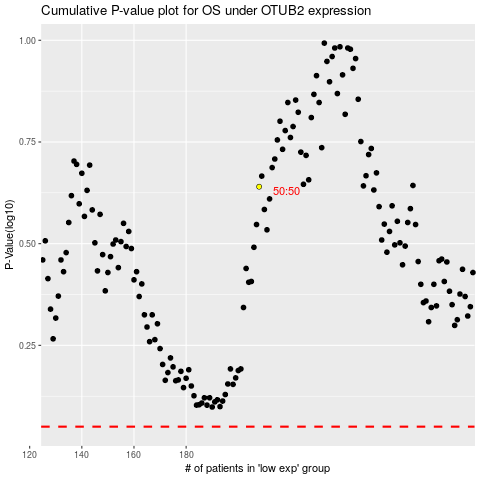 Cumulative P-value plot for OS under OTUB2 expression
P-Value(log10)
1.00
0.75
0.50
0.25
50:50
120 140 160 180
# of patients in 'low exp' group